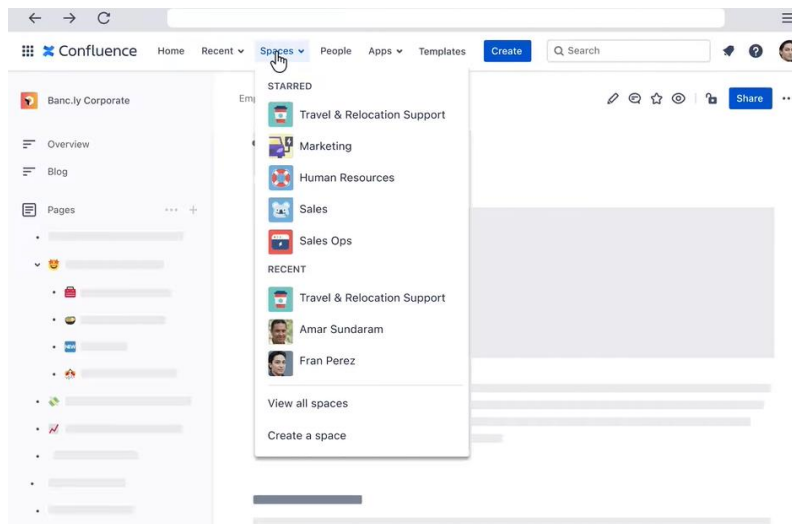 Confluence Home Recent Spaces People Apps Templates Create Search
Banc.ly Corporate
Share
Overview
Blog
Pages
STARRED
Travel & Relocation Support
Marketing
Human Resources
Sales
Sales Ops
RECENT
Travel & Relocation Support
Amar Sundaram
Fran Perez
View all spaces
Create a space